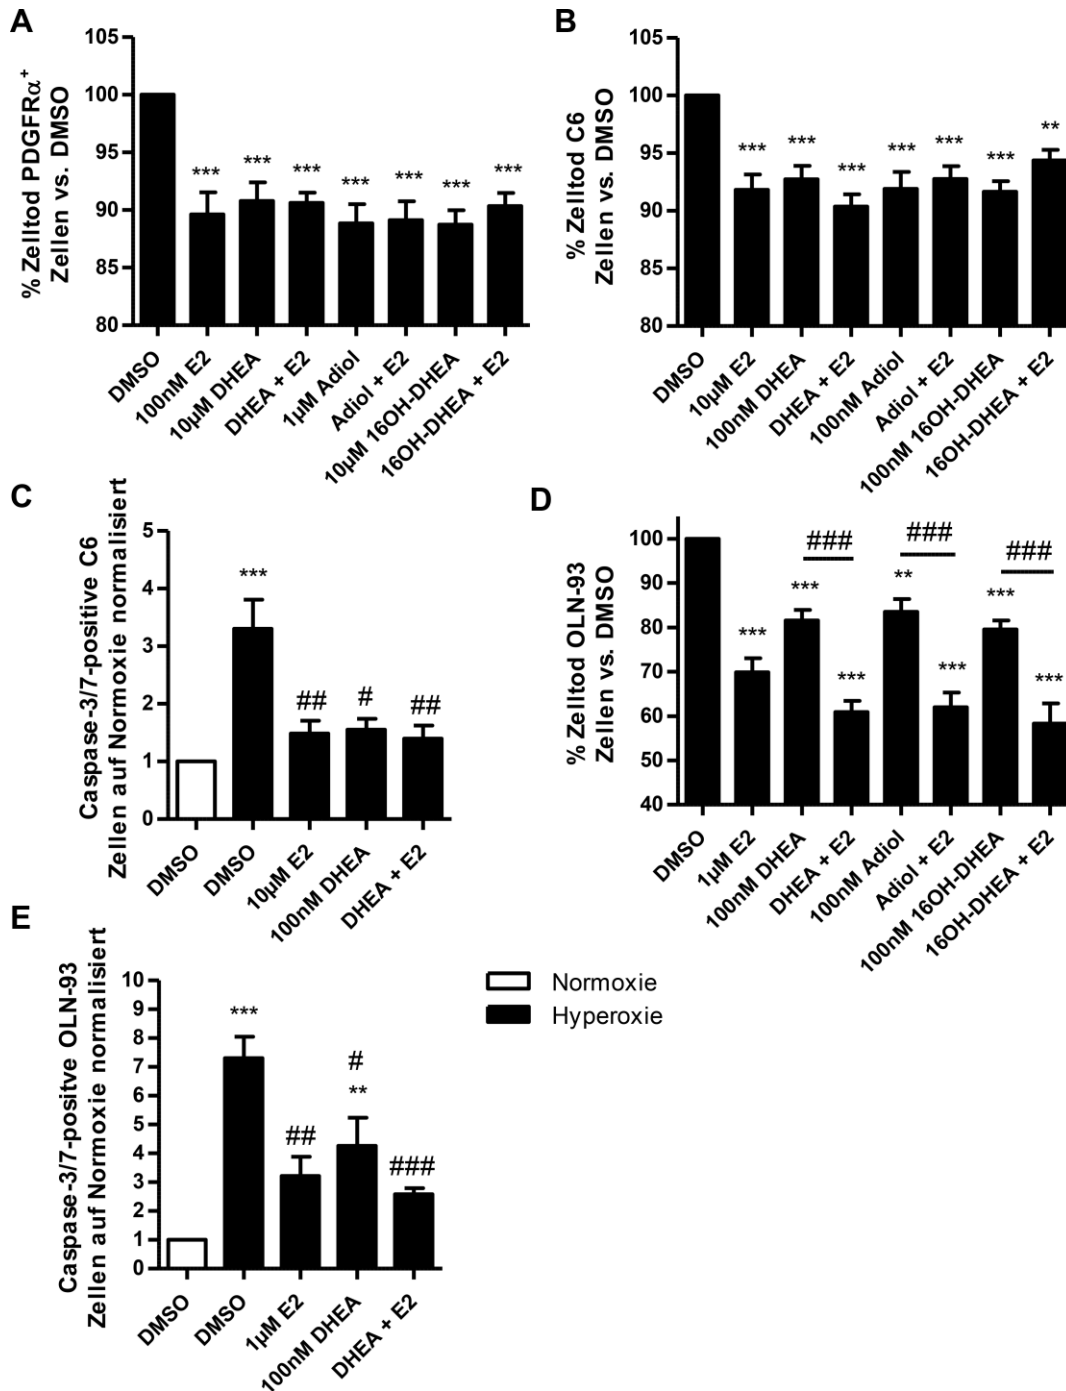 A
% Zelltod PDGFRα+
Zellen vs. DMSO
105
100
95
90
85
80
***
***
***
***
***
***
***
DMSO
100nM E2
10µM DHEA
DHEA + E2
1µM Adiol
Adiol + E2
10µM 16OH-DHEA
16OH-DHEA + E2
B
% Zelltod C6
Zellen vs. DMSO
105
100
95
90
85
80
***
***
***
***
***
***
**
DMSO
10µM E2
100nM DHEA
DHEA + E2
100nM Adiol
Adiol + E2
100nM 16OH-DHEA
16OH-DHEA + E2
C
Caspase-3/7-positive C6
Zellen auf Normoxie normalisiert
5
4
3
2
1
0
***
##
#
##
DMSO
DMSO
10µM E2
100nM DHEA
DHEA + E2
D
% Zelltod OLN-93
Zellen vs. DMSO
100
90
80
70
60
50
40
###
###
###
***
***
***
**
***
***
***
DMSO
1µM E2
100nM DHEA
DHEA + E2
100nM Adiol
Adiol + E2
100nM 16OH-DHEA
16OH-DHEA + E2
E
Caspase-3/7-positve OLN-93
Zellen auf Normoxie normalisiert
10
9
8
7
6
5
4
3
2
1
0
***
##
#
**
###
DMSO
DMSO
1µM E2
100nM DHEA
DHEA + E2
Normoxie
Hyperoxie